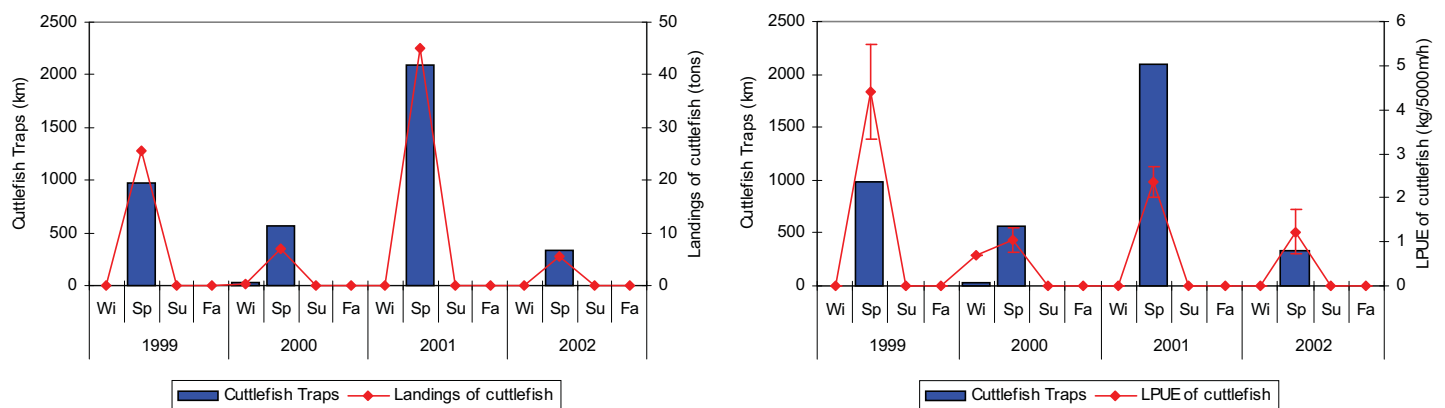 Cuttlefish Traps (km)
2500
2000
1500
1000
500
0
Landings of cuttlefish (tons)
50
40
30
20
10
0
Wi Sp Su Fa Wi Sp Su Fa Wi Sp Su Fa Wi Sp Su Fa
1999 2000 2001 2002
Cuttlefish Traps Landings of cuttlefish
Cuttlefish Traps (km)
2500
2000
1500
1000
500
0
LPUE of cuttlefish (kg/5000m/h)
6
5
4
3
2
1
0
Wi Sp Su Fa Wi Sp Su Fa Wi Sp Su Fa Wi Sp Su Fa
1999 2000 2001 2002
Cuttlefish Traps LPUE of cuttlefish